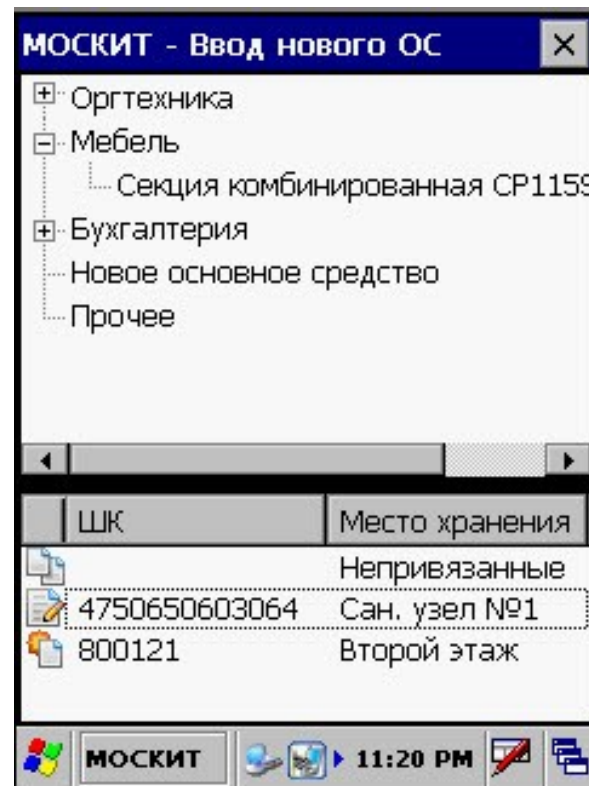 МОСКИТ - Ввод нового ОС
Оргтехника
Мебель
Секция комбинированная СР1159
Бухгалтерия
Новое основное средство
Прочее
ШК Место хранения
Непривязанные
4750650603064 Сан. узел №1
800121 Второй этаж
МОСКИТ 11:20 PM